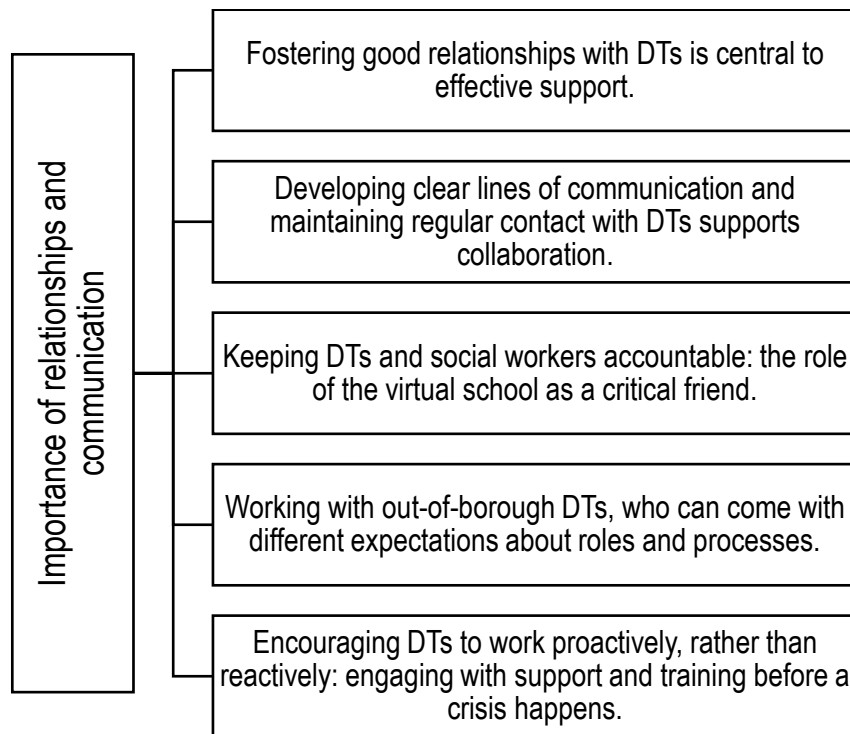 Importance of relationships and
communication
Fostering good relationships with DTs is central to
effective support.
Developing clear lines of communication and
maintaining regular contact with DTs supports
collaboration.
Keeping DTs and social workers accountable: the role
of the virtual school as a critical friend.
Working with out-of-borough DTs, who can come with
different expectations about roles and processes.
Encouraging DTs to work proactively, rather than
reactively: engaging with support and training before a
crisis happens.